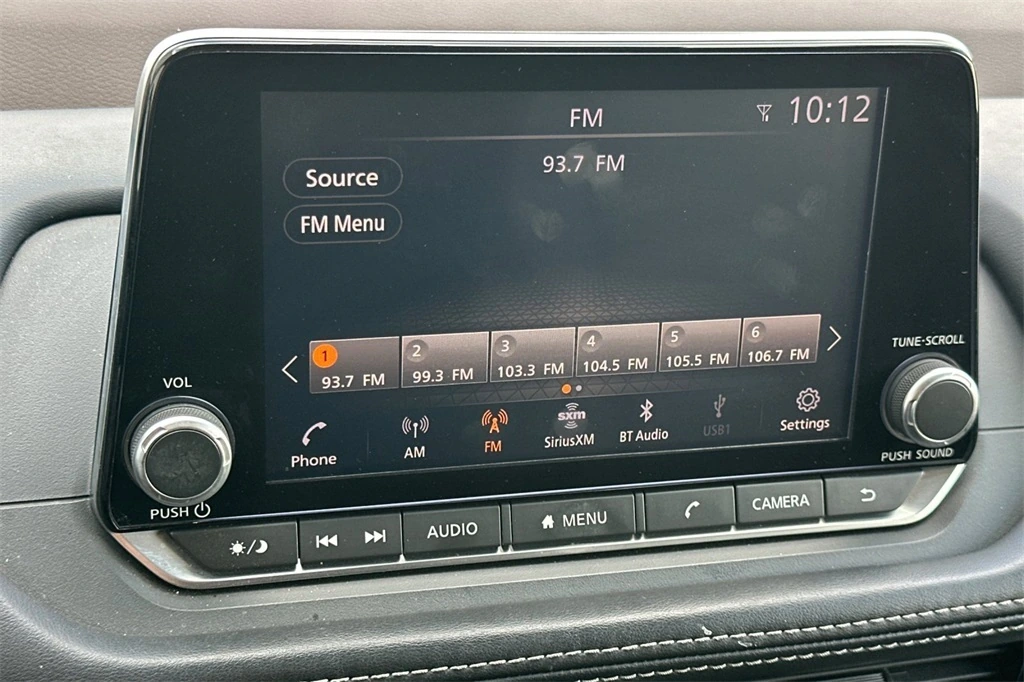 FM
10:12
93.7 FM
Source
FM Menu
1 2 3 4 5 6
93.7 FM 99.3 FM 103.3 FM 104.5 FM 105.5 FM 106.7 FM
Phone AM FM sxm SiriusXM BT Audio USB1 Settings
VOL
PUSH
TUNE·SCROLL
PUSH SOUND
AUDIO MENU CAMERA